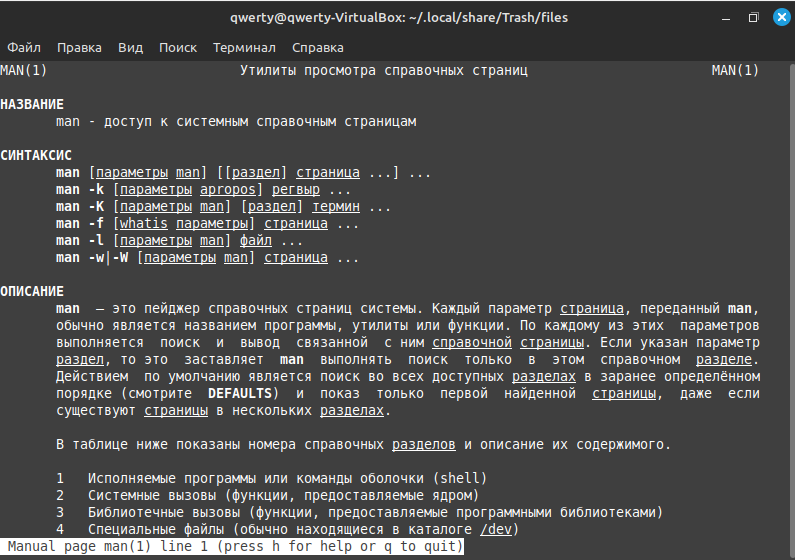 qwerty@qwerty-VirtualBox: ~/.local/share/Trash/files
Файл Правка Вид Поиск Терминал Справка
MAN(1) Утилиты просмотра справочных страниц MAN(1)
НАЗВАНИЕ
man - доступ к системным справочным страницам
СИНТАКСИС
man [параметры man] [[раздел] страница ...] ...
man -k [параметры apropos] регвыр ...
man -K [параметры man] [раздел] термин ...
man -f [whatis параметры] страница ...
man -l [параметры man] файл ...
man -w|-W [параметры man] страница ...
ОПИСАНИЕ
man — это пейджер справочных страниц системы. Каждый параметр страница, переданный man,
обычно является названием программы, утилиты или функции. По каждому из этих параметров
выполняется поиск и вывод связанной с ним справочной страницы. Если указан параметр
раздел, то это заставляет man выполнять поиск только в этом справочном разделе.
Действием по умолчанию является поиск во всех доступных разделах в заранее определённом
порядке (смотрите DEFAULTS) и показ только первой найденной страницы, даже если
существуют страницы в нескольких разделах.
В таблице ниже показаны номера справочных разделов и описание их содержимого.
1 Исполняемые программы или команды оболочки (shell)
2 Системные вызовы (функции, предоставляемые ядром)
3 Библиотечные вызовы (функции, предоставляемые программными библиотеками)
4 Специальные файлы (обычно находящиеся в каталоге /dev)
Manual page man(1) line 1 (press h for help or q to quit)